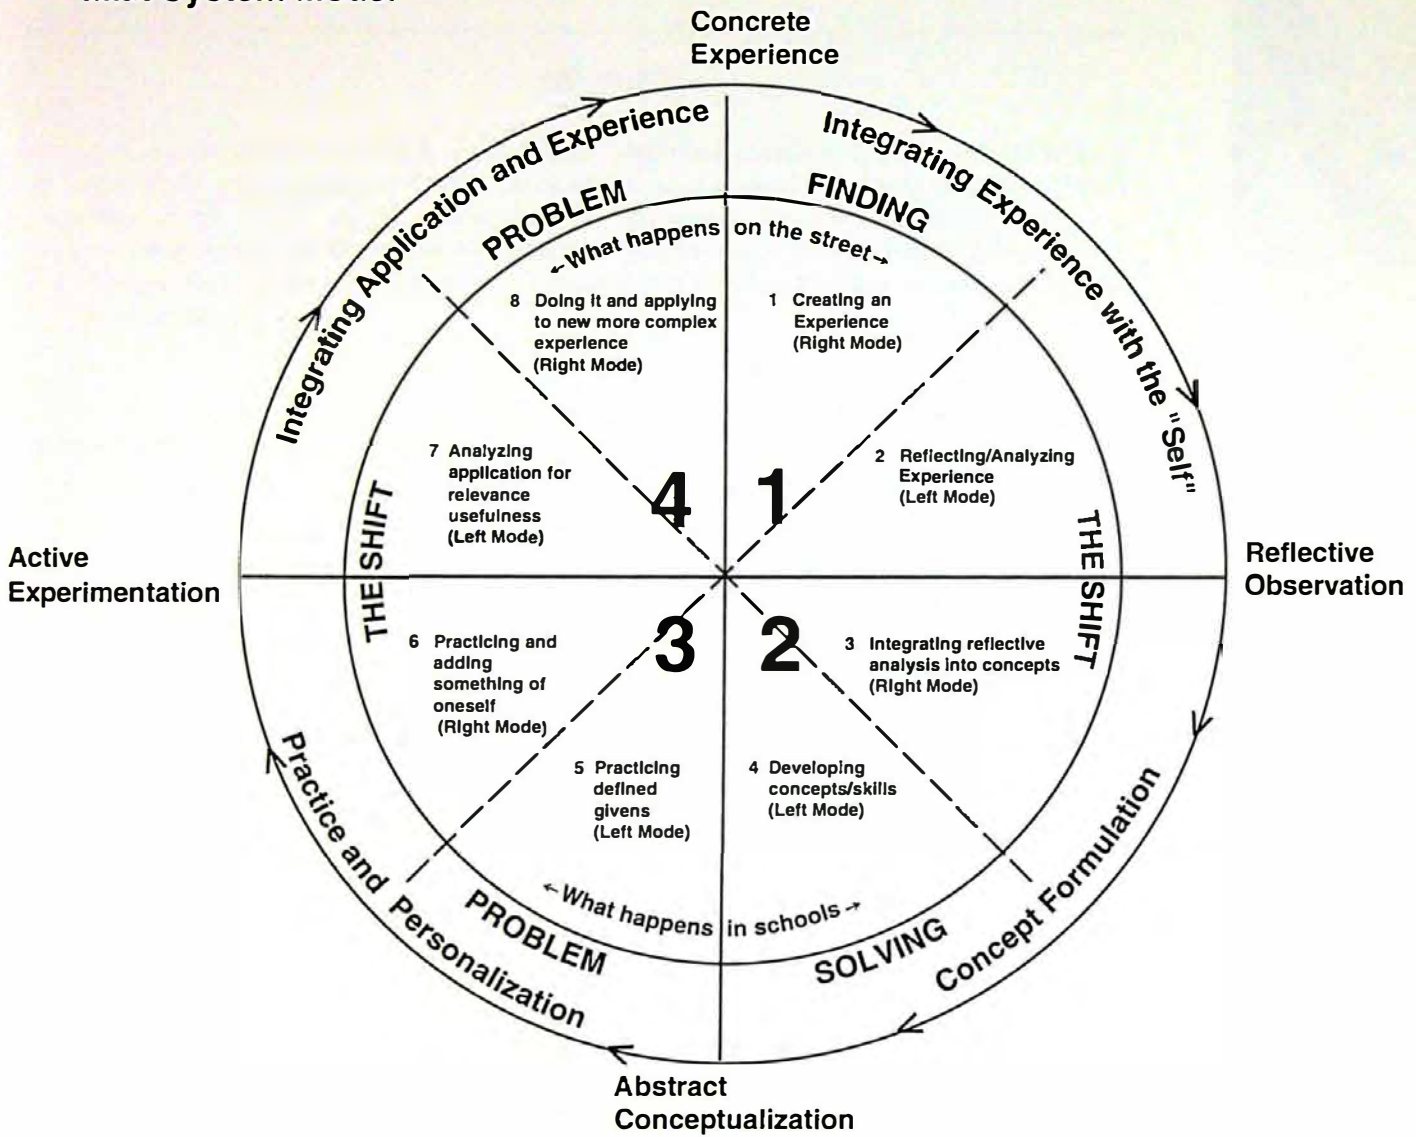 System Model
Concrete
Experience
Integrating Application and Experience
Integrating Experience with the "Self"
PROBLEM
FINDING
←What happens on the street→
8 Doing it and applying
to new more complex
experience
(Right Mode)
1 Creating an
Experience
(Right Mode)
7 Analyzing
application for
relevance
usefulness
(Left Mode)
2 Reflecting/Analyzing
Experience
(Left Mode)
4
1
THE SHIFT
THE SHIFT
Active
Experimentation
Reflective
Observation
3
2
6 Practicing and
adding
something of
oneself
(Right Mode)
3 Integrating reflective
analysis into concepts
(Right Mode)
5 Practicing
defined
givens
(Left Mode)
4 Developing
concepts/skills
(Left Mode)
←What happens in schools→
PROBLEM
SOLVING
Practice and Personalization
Concept Formulation
Abstract
Conceptualization